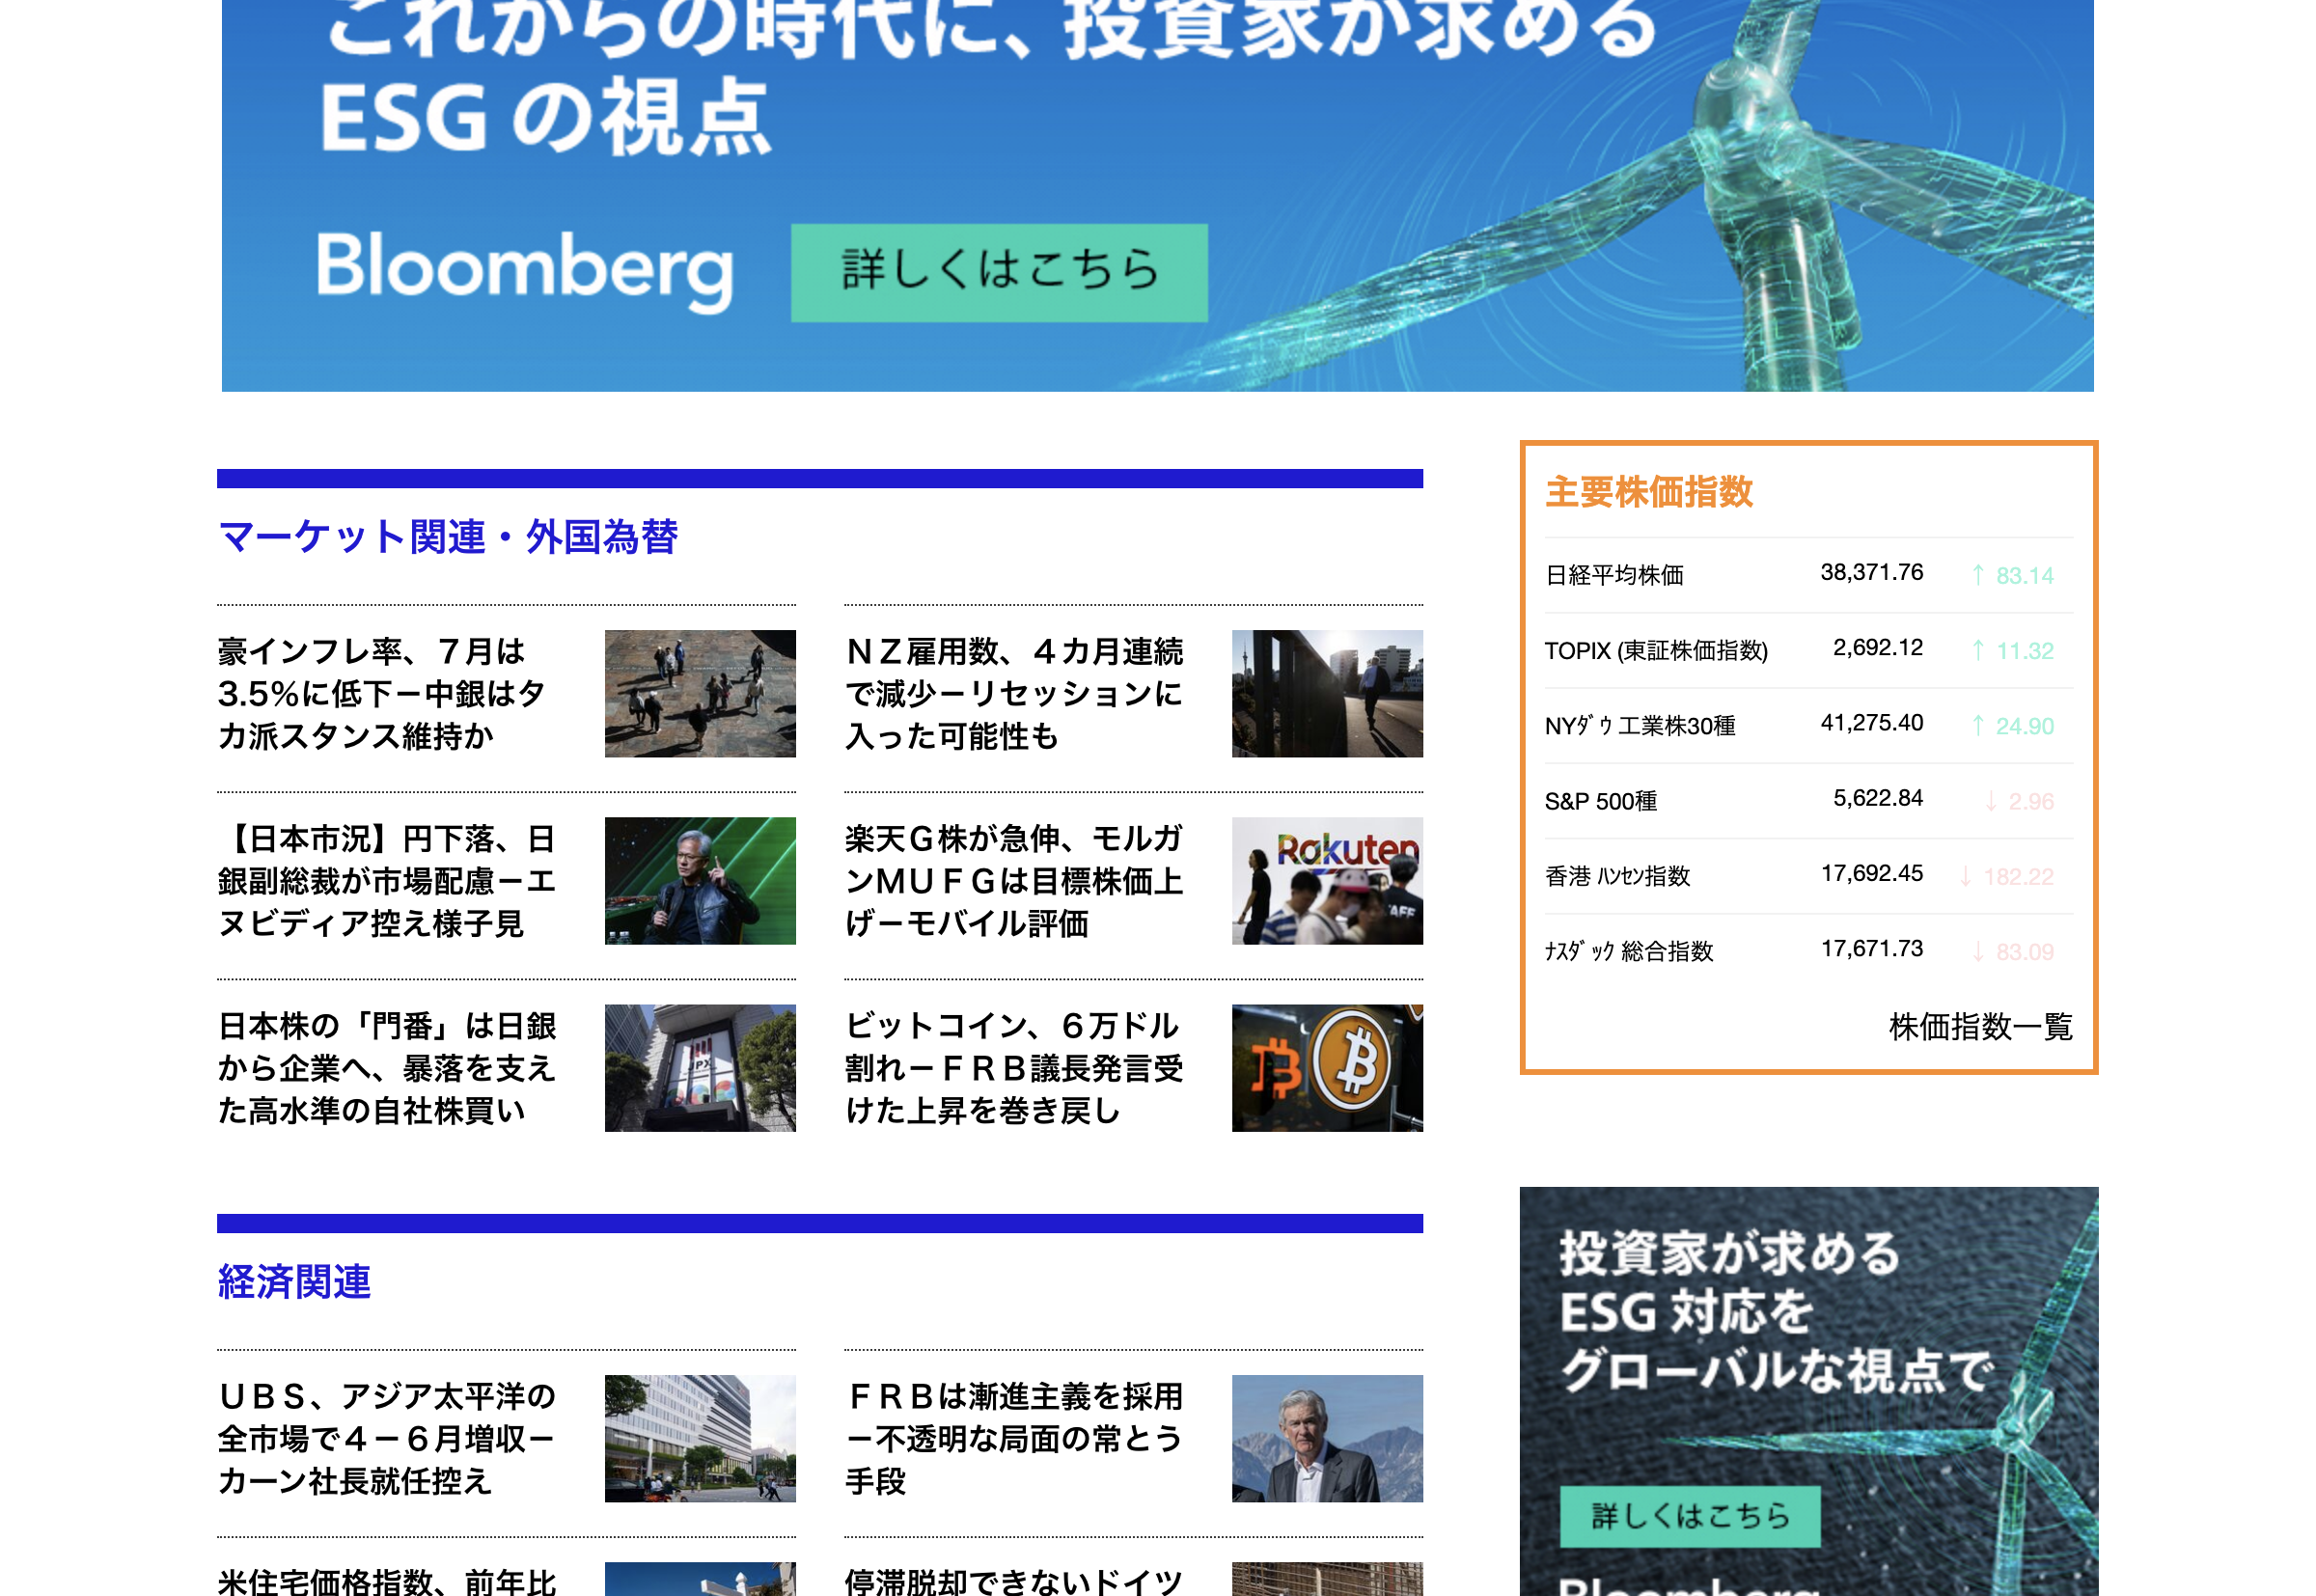 これからの時代に、投資家が求める
ESG の視点
Bloomberg
詳しくはこちら
マーケット関連・外国為替
豪インフレ率、７月は
3.5%に低下－中銀はタ
カ派スタンス維持か
ＮＺ雇用数、４カ月連続
で減少－リセッションに
入った可能性も
【日本市況】円下落、日
銀副総裁が市場配慮－エ
ヌビディア控え様子見
楽天Ｇ株が急伸、モルガ
ンＭＵＦＧは目標株価上
げ－モバイル評価
Rakuten
日本株の「門番」は日銀
から企業へ、暴落を支え
た高水準の自社株買い
JPX
ビットコイン、６万ドル
割れ－ＦＲＢ議長発言受
けた上昇を巻き戻し
経済関連
ＵＢＳ、アジア太平洋の
全市場で４－６月増収－
カーン社長就任控え
ＦＲＢは漸進主義を採用
－不透明な局面の常とう
手段
米住宅価格指数、前年比
停滞脱却できないドイツ
主要株価指数
日経平均株価 38,371.76 ↑ 83.14
TOPIX (東証株価指数) 2,692.12 ↑ 11.32
NYﾀﾞｳ 工業株30種 41,275.40 ↑ 24.90
S&P 500種 5,622.84 ↓ 2.96
香港 ﾊﾝｾﾝ指数 17,692.45 ↓ 182.22
ﾅｽﾀﾞｯｸ 総合指数 17,671.73 ↓ 83.09
株価指数一覧
投資家が求める
ESG 対応を
グローバルな視点で
詳しくはこちら
Bloomberg